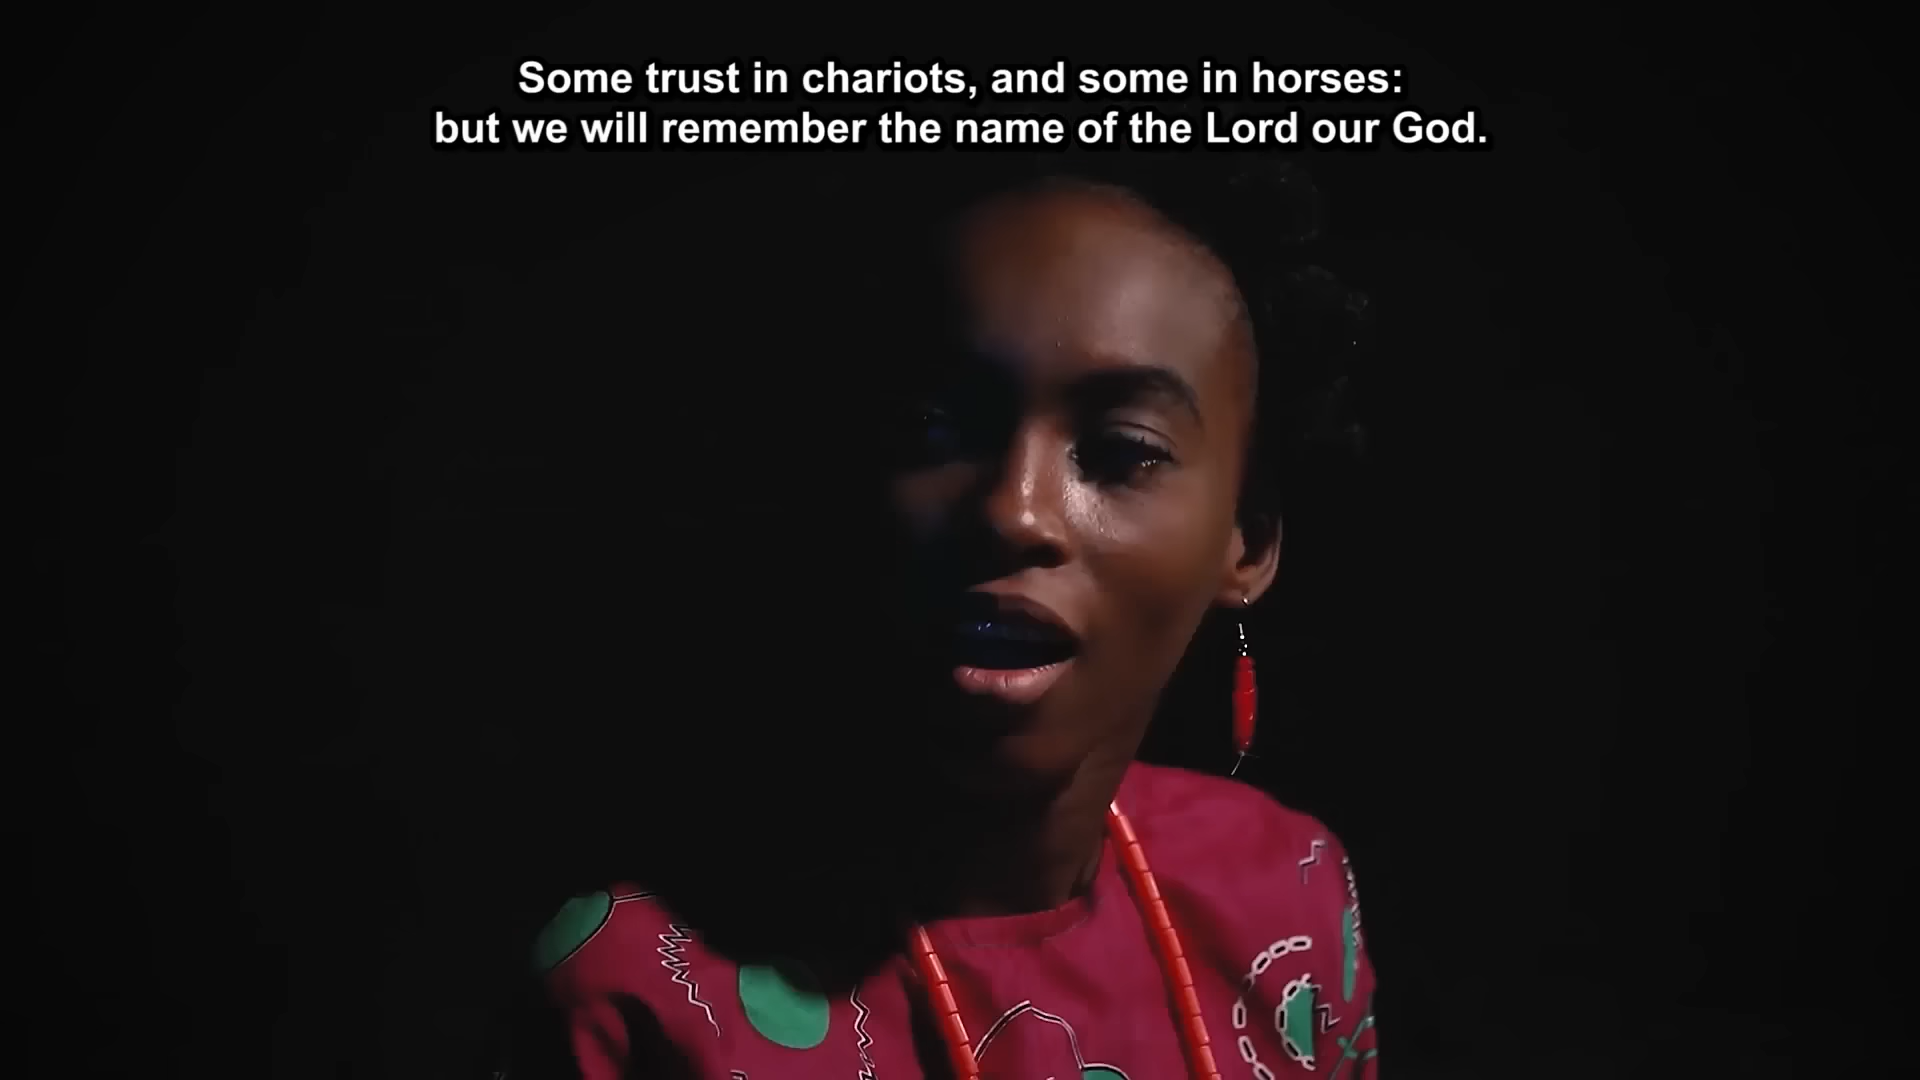 Some trust in chariots, and some in horses:
but we will remember the name of the Lord our God.